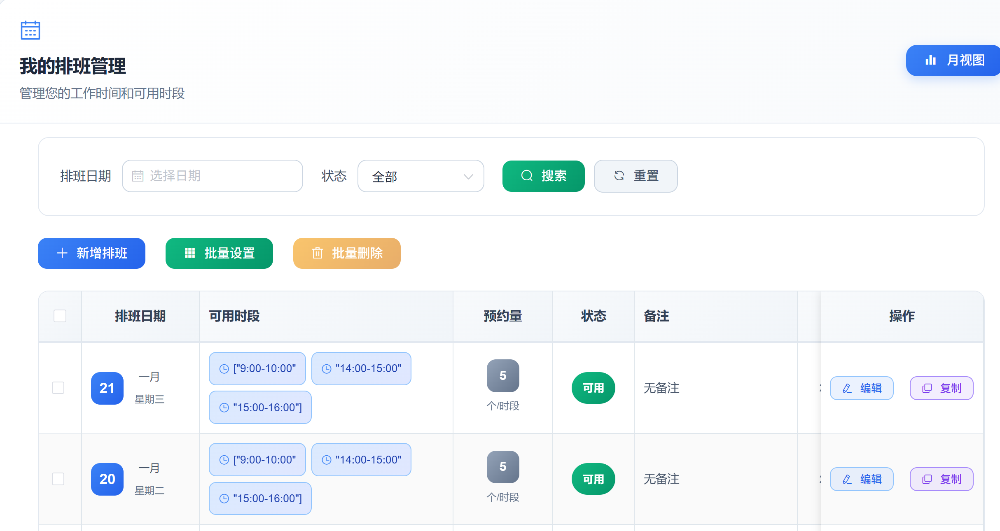 我的排班管理
管理您的工作时间和可用时段
月视图
排班日期 选择日期 状态 全部 搜索 重置
新增排班 批量设置 批量删除
排班日期 可用时段 预约量 状态 备注 操作
21 一月 星期三 ["9:00-10:00" "14:00-15:00" "15:00-16:00"] 5 个/时段 可用 无备注 编辑 复制
20 一月 星期二 ["9:00-10:00" "14:00-15:00" "15:00-16:00"] 5 个/时段 可用 无备注 编辑 复制